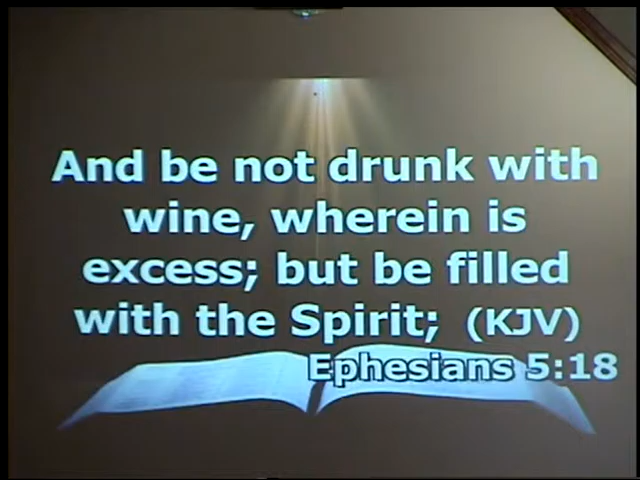 And be not drunk with
wine, wherein is
excess; but be filled
with the Spirit; (KJV)
Ephesians 5:18